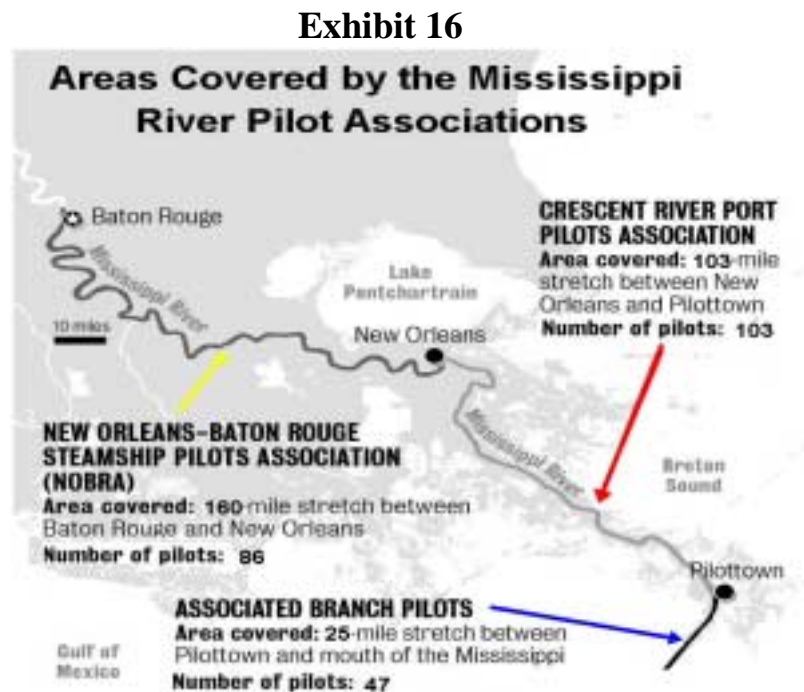 Exhibit 16
Areas Covered by the Mississippi
River Pilot Associations
Baton Rouge
Mississippi River
10 miles
Lake
Pentchartrain
New Orleans
CRESCENT RIVER PORT
PILOTS ASSOCIATION
Area covered: 103-mile
stretch between New
Orleans and Pilottown
Number of pilots: 103
NEW ORLEANS-BATON ROUGE
STEAMSHIP PILOTS ASSOCIATION
(NOBRA)
Area covered: 160-mile stretch between
Baton Rouge and New Orleans
Number of pilots: 86
Mississippi River
Breton
Sound
Pilottown
ASSOCIATED BRANCH PILOTS
Area covered: 25-mile stretch between
Pilottown and mouth of the Mississippi
Number of pilots: 47
Gulf of
Mexico